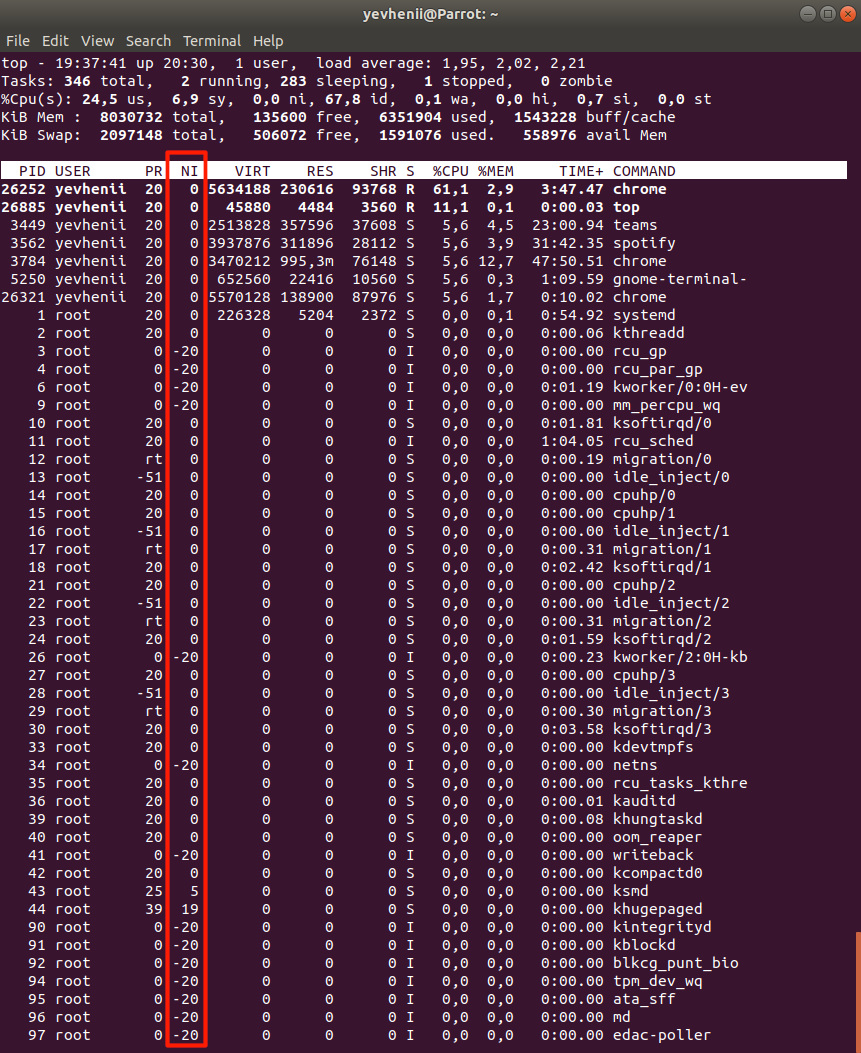 yevhenii@Parrot: ~
File Edit View Search Terminal Help
top - 19:37:41 up 20:30,  1 user,  load average: 1,95, 2,02, 2,21
Tasks: 346 total,   2 running, 283 sleeping,   1 stopped,   0 zombie
%Cpu(s): 24,5 us,  6,9 sy,  0,0 ni, 67,8 id,  0,1 wa,  0,0 hi,  0,7 si,  0,0 st
KiB Mem :  8030732 total,   135600 free,  6351904 used,  1543228 buff/cache
KiB Swap:  2097148 total,   506072 free,  1591076 used.   558976 avail Mem
PID USER PR NI VIRT RES SHR S %CPU %MEM TIME+ COMMAND
26252 yevhenii 20 0 5634188 230616 93768 R 61,1 2,9 3:47.47 chrome
26885 yevhenii 20 0 45880 4484 3560 R 11,1 0,1 0:00.03 top
3449 yevhenii 20 0 2513828 357596 37608 S 5,6 4,5 23:00.94 teams
3562 yevhenii 20 0 3937876 311896 28112 S 5,6 3,9 31:42.35 spotify
3784 yevhenii 20 0 3470212 995,3m 76148 S 5,6 12,7 47:50.51 chrome
5250 yevhenii 20 0 652560 22416 10560 S 5,6 0,3 1:09.59 gnome-terminal-
26321 yevhenii 20 0 5570128 138900 87976 S 5,6 1,7 0:10.02 chrome
1 root 20 0 226328 5204 2372 S 0,0 0,1 0:54.92 systemd
2 root 20 0 0 0 0 S 0,0 0,0 0:00.06 kthreadd
3 root 0 -20 0 0 0 I 0,0 0,0 0:00.00 rcu_gp
4 root 0 -20 0 0 0 I 0,0 0,0 0:00.00 rcu_par_gp
6 root 0 -20 0 0 0 I 0,0 0,0 0:01.19 kworker/0:0H-ev
9 root 0 -20 0 0 0 I 0,0 0,0 0:00.00 mm_percpu_wq
10 root 20 0 0 0 0 S 0,0 0,0 0:01.81 ksoftirqd/0
11 root 20 0 0 0 0 I 0,0 0,0 1:04.05 rcu_sched
12 root rt 0 0 0 0 S 0,0 0,0 0:00.19 migration/0
13 root -51 0 0 0 0 S 0,0 0,0 0:00.00 idle_inject/0
14 root 20 0 0 0 0 S 0,0 0,0 0:00.00 cpuhp/0
15 root 20 0 0 0 0 S 0,0 0,0 0:00.00 cpuhp/1
16 root -51 0 0 0 0 S 0,0 0,0 0:00.00 idle_inject/1
17 root rt 0 0 0 0 S 0,0 0,0 0:00.31 migration/1
18 root 20 0 0 0 0 S 0,0 0,0 0:02.42 ksoftirqd/1
21 root 20 0 0 0 0 S 0,0 0,0 0:00.00 cpuhp/2
22 root -51 0 0 0 0 S 0,0 0,0 0:00.00 idle_inject/2
23 root rt 0 0 0 0 S 0,0 0,0 0:00.31 migration/2
24 root 20 0 0 0 0 S 0,0 0,0 0:01.59 ksoftirqd/2
26 root 0 -20 0 0 0 I 0,0 0,0 0:00.23 kworker/2:0H-kb
27 root 20 0 0 0 0 S 0,0 0,0 0:00.00 cpuhp/3
28 root -51 0 0 0 0 S 0,0 0,0 0:00.00 idle_inject/3
29 root rt 0 0 0 0 S 0,0 0,0 0:00.30 migration/3
30 root 20 0 0 0 0 S 0,0 0,0 0:03.58 ksoftirqd/3
33 root 20 0 0 0 0 S 0,0 0,0 0:00.00 kdevtmpfs
34 root 0 -20 0 0 0 I 0,0 0,0 0:00.00 netns
35 root 20 0 0 0 0 S 0,0 0,0 0:00.00 rcu_tasks_kthre
36 root 20 0 0 0 0 S 0,0 0,0 0:00.01 kauditd
39 root 20 0 0 0 0 S 0,0 0,0 0:00.08 khungtaskd
40 root 20 0 0 0 0 S 0,0 0,0 0:00.00 oom_reaper
41 root 0 -20 0 0 0 I 0,0 0,0 0:00.00 writeback
42 root 20 0 0 0 0 S 0,0 0,0 0:00.00 kcompactd0
43 root 25 5 0 0 0 S 0,0 0,0 0:00.00 ksmd
44 root 39 19 0 0 0 S 0,0 0,0 0:00.00 khugepaged
90 root 0 -20 0 0 0 I 0,0 0,0 0:00.00 kintegrityd
91 root 0 -20 0 0 0 I 0,0 0,0 0:00.00 kblockd
92 root 0 -20 0 0 0 I 0,0 0,0 0:00.00 blkcg_punt_bio
94 root 0 -20 0 0 0 I 0,0 0,0 0:00.00 tpm_dev_wq
95 root 0 -20 0 0 0 I 0,0 0,0 0:00.00 ata_sff
96 root 0 -20 0 0 0 I 0,0 0,0 0:00.00 md
97 root 0 -20 0 0 0 I 0,0 0,0 0:00.00 edac-poller